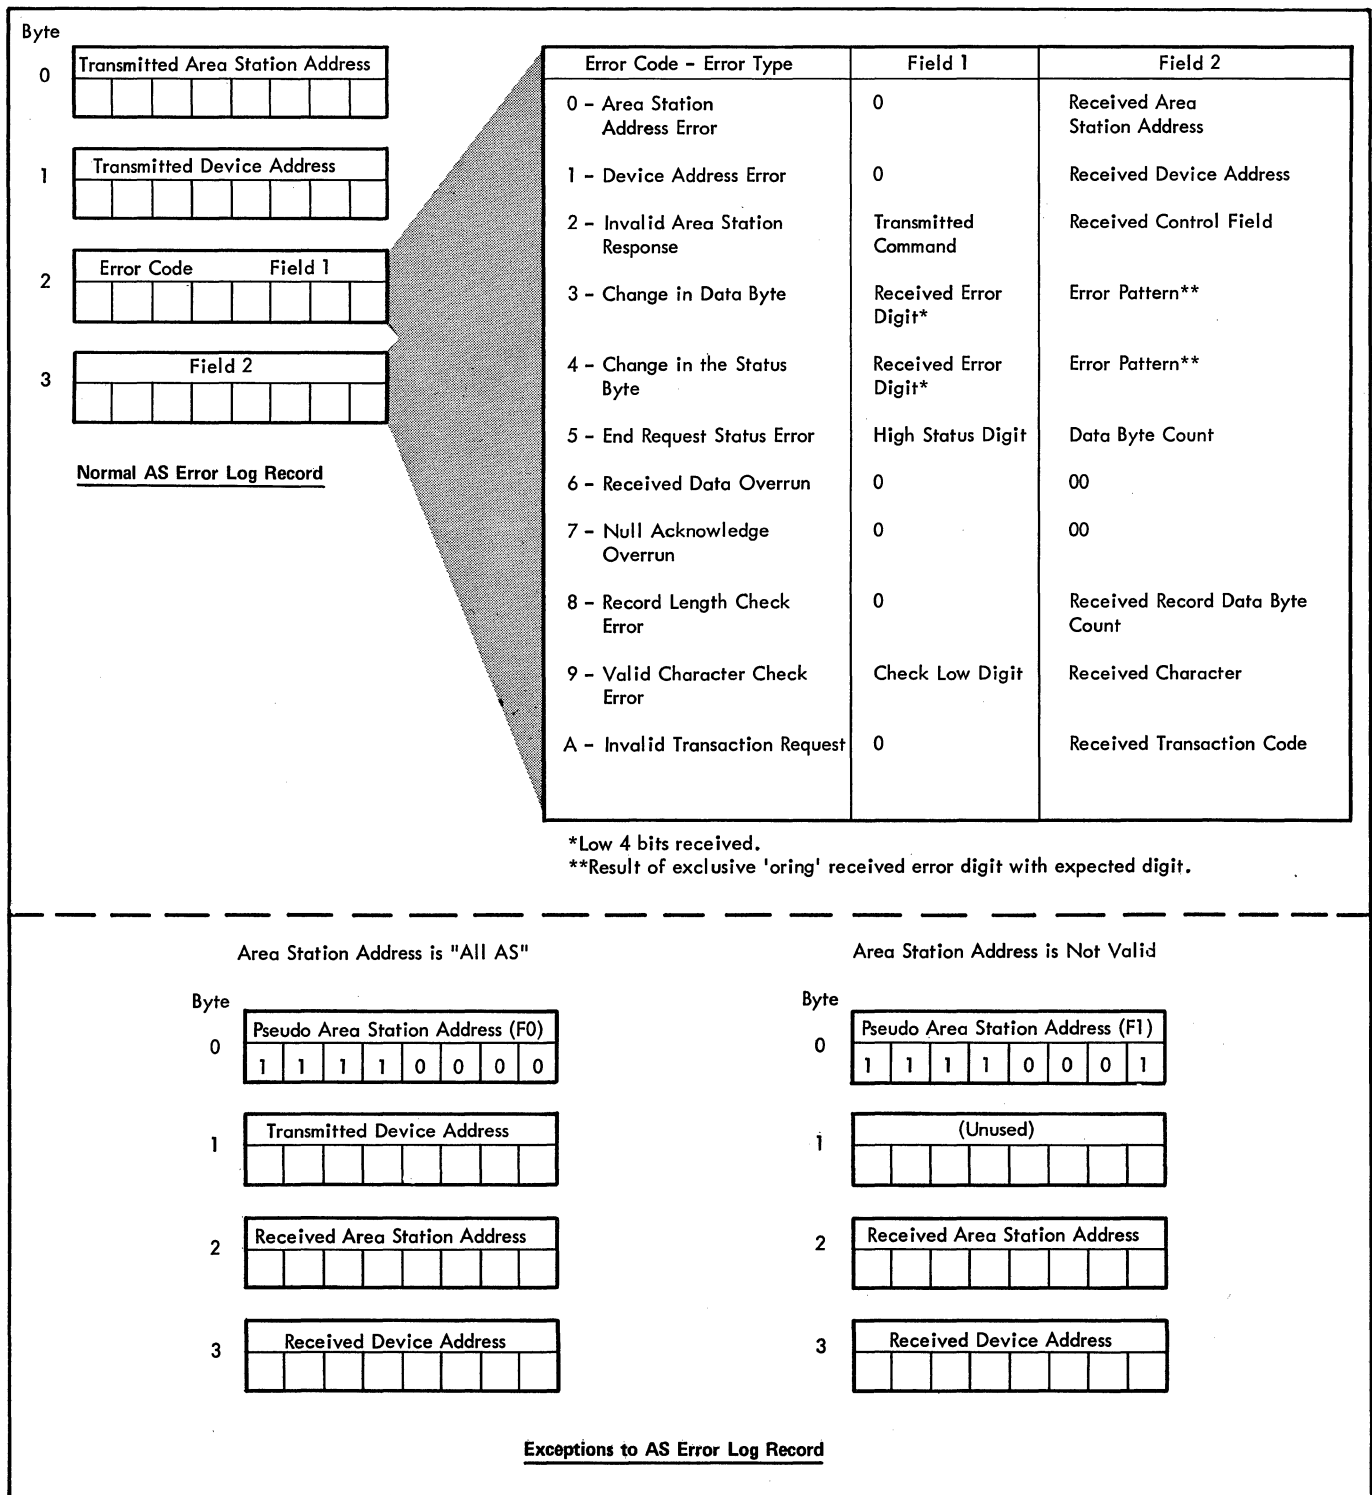 Byte
0
Transmitted Area Station Address
1
Transmitted Device Address
2
Error Code Field 1
3
Field 2
Normal AS Error Log Record
Error Code - Error Type Field 1 Field 2
0 - Area Station 0 Received Area
Address Error Station Address
1 - Device Address Error 0 Received Device Address
2 - Invalid Area Station Transmitted Received Control Field
Response Command
3 - Change in Data Byte Received Error Error Pattern**
Digit*
4 - Change in the Status Received Error Error Pattern**
Byte Digit*
5 - End Request Status Error High Status Digit Data Byte Count
6 - Received Data Overrun 0 00
7 - Null Acknowledge 0 00
Overrun
8 - Record Length Check 0 Received Record Data Byte
Error Count
9 - Valid Character Check Check Low Digit Received Character
Error
A - Invalid Transaction Request 0 Received Transaction Code
*Low 4 bits received.
**Result of exclusive 'oring' received error digit with expected digit.
Area Station Address is "All AS"
Byte
0
Pseudo Area Station Address (F0)
1 1 1 1 0 0 0 0
1
Transmitted Device Address
2
Received Area Station Address
3
Received Device Address
Area Station Address is Not Valid
Byte
0
Pseudo Area Station Address (F1)
1 1 1 1 0 0 0 1
1
(Unused)
2
Received Area Station Address
3
Received Device Address
Exceptions to AS Error Log Record